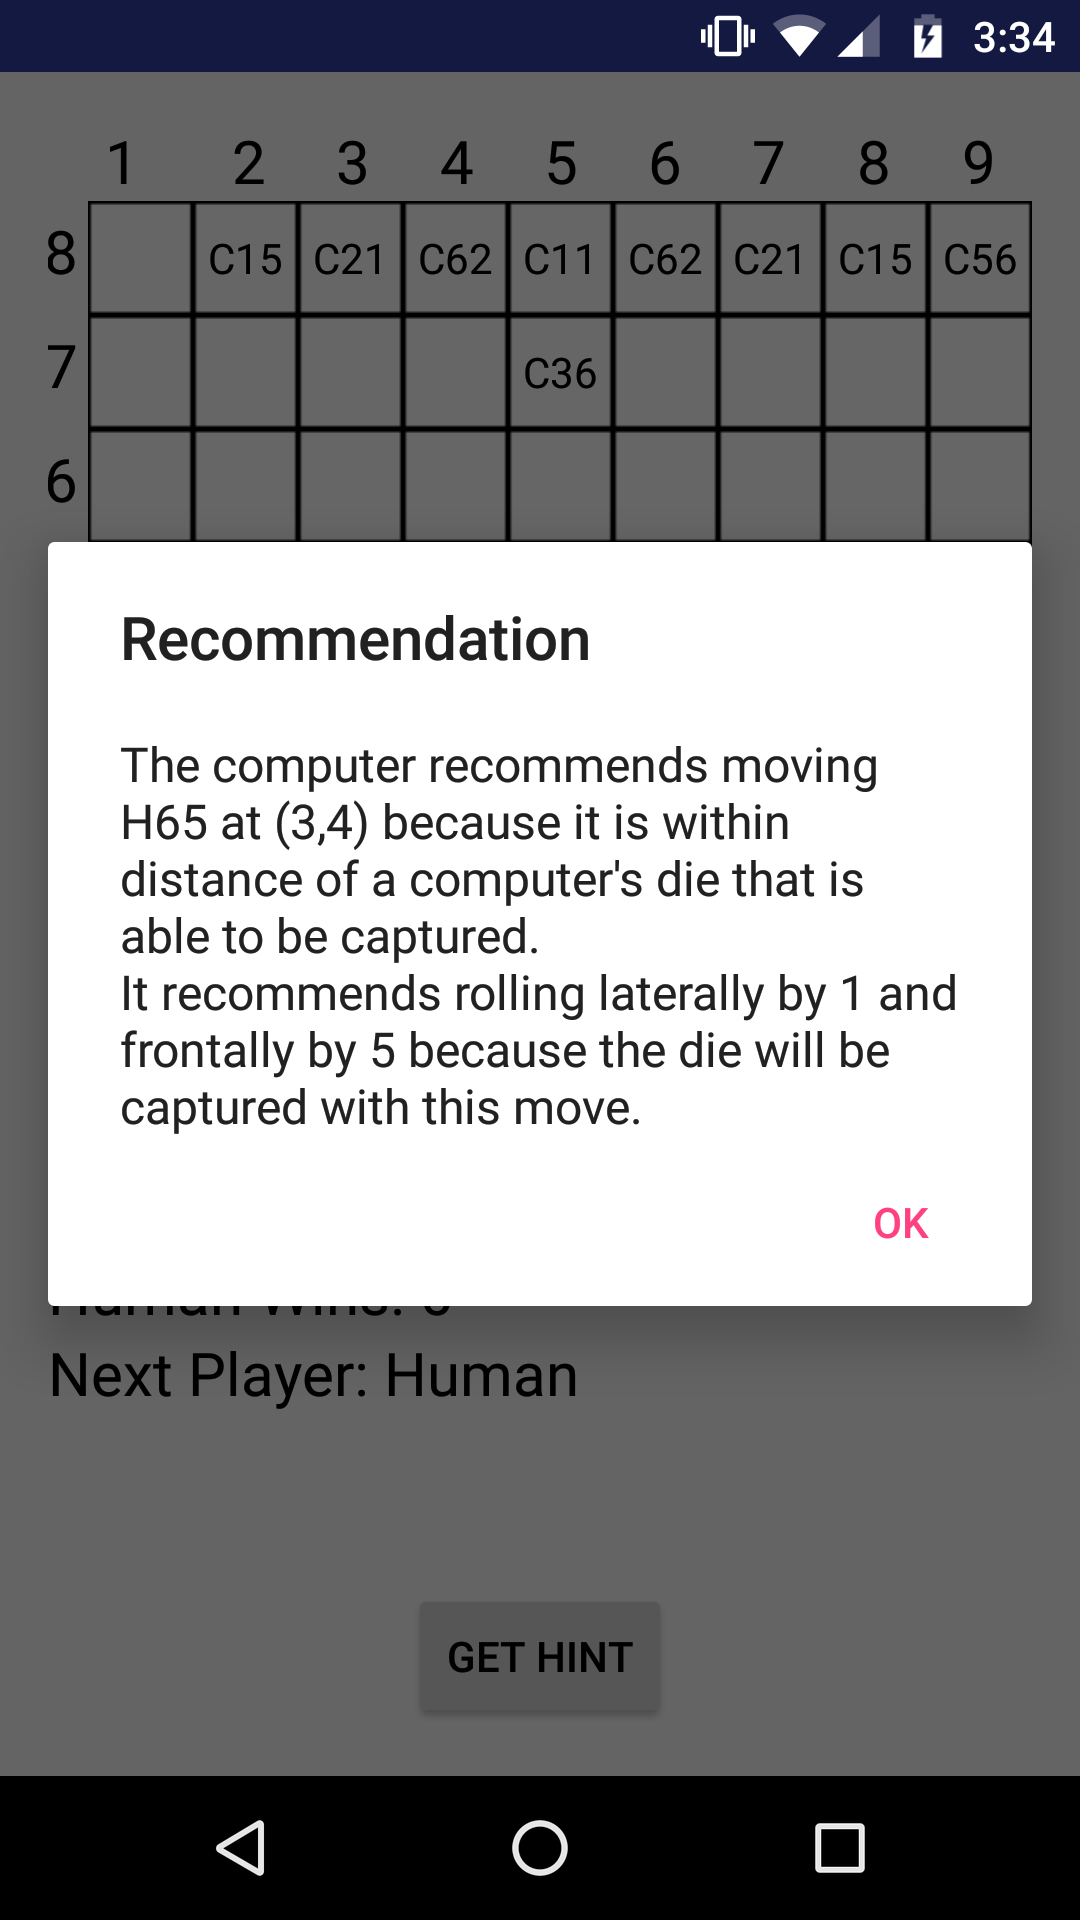 3:34
1 2 3 4 5 6 7 8 9
8 C15 C21 C62 C11 C62 C21 C15 C56
7 C36
6
Recommendation
The computer recommends moving
H65 at (3,4) because it is within
distance of a computer's die that is
able to be captured.
It recommends rolling laterally by 1 and
frontally by 5 because the die will be
captured with this move.
OK
Human Wins:
Next Player: Human
GET HINT